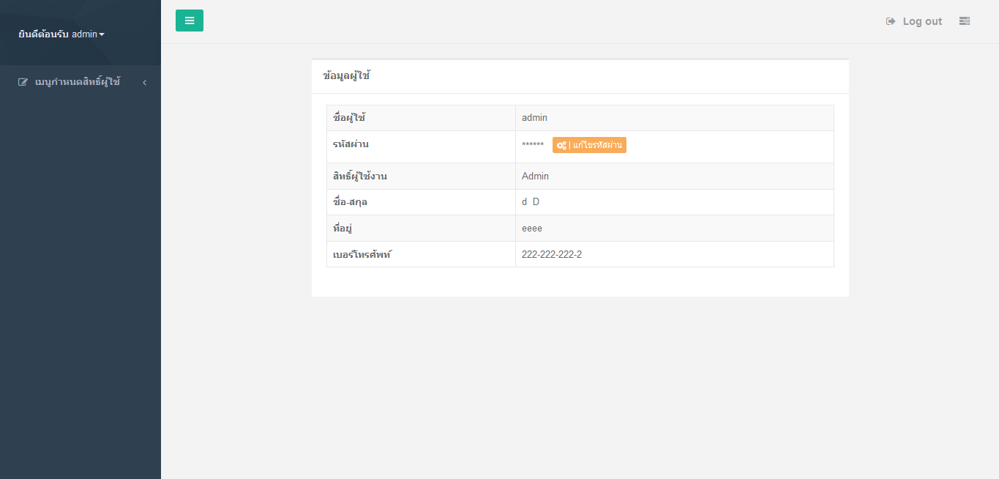 ยินดีต้อนรับ admin
Log out
เมนูกำหนดสิทธิ์ผู้ใช้
ข้อมูลผู้ใช้
ชื่อผู้ใช้ admin
รหัสผ่าน ****** | แก้ไขรหัสผ่าน
สิทธิ์ผู้ใช้งาน Admin
ชื่อ-สกุล d D
ที่อยู่ eeee
เบอร์โทรศัพท์ 222-222-222-2